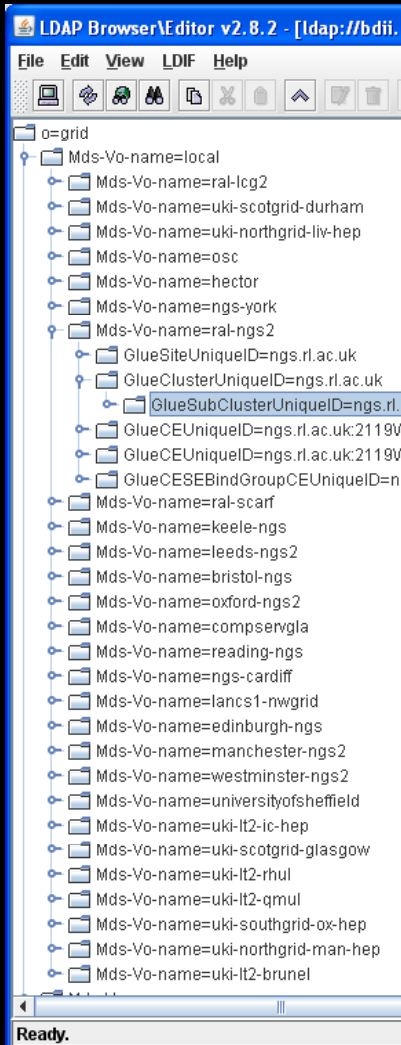 LDAP Browser\Editor v2.8.2 - [ldap://bdii.
File Edit View LDIF Help
o=grid
Mds-Vo-name=local
Mds-Vo-name=ral-lcg2
Mds-Vo-name=uki-scotgrid-durham
Mds-Vo-name=uki-northgrid-liv-hep
Mds-Vo-name=osc
Mds-Vo-name=hector
Mds-Vo-name=ngs-york
Mds-Vo-name=ral-ngs2
GlueSiteUniqueID=ngs.rl.ac.uk
GlueClusterUniqueID=ngs.rl.ac.uk
GlueSubClusterUniqueID=ngs.rl.
GlueCEUniqueID=ngs.rl.ac.uk:2119\
GlueCEUniqueID=ngs.rl.ac.uk:2119\
GlueCESEBindGroupCEUniqueID=n
Mds-Vo-name=ral-scarf
Mds-Vo-name=keele-ngs
Mds-Vo-name=leeds-ngs2
Mds-Vo-name=bristol-ngs
Mds-Vo-name=oxford-ngs2
Mds-Vo-name=compservgla
Mds-Vo-name=reading-ngs
Mds-Vo-name=ngs-cardiff
Mds-Vo-name=lancs1-nwgrid
Mds-Vo-name=edinburgh-ngs
Mds-Vo-name=manchester-ngs2
Mds-Vo-name=westminster-ngs2
Mds-Vo-name=universityofsheffield
Mds-Vo-name=uki-lt2-ic-hep
Mds-Vo-name=uki-scotgrid-glasgow
Mds-Vo-name=uki-lt2-rhul
Mds-Vo-name=uki-lt2-qmul
Mds-Vo-name=uki-southgrid-ox-hep
Mds-Vo-name=uki-northgrid-man-hep
Mds-Vo-name=uki-lt2-brunel
Ready.